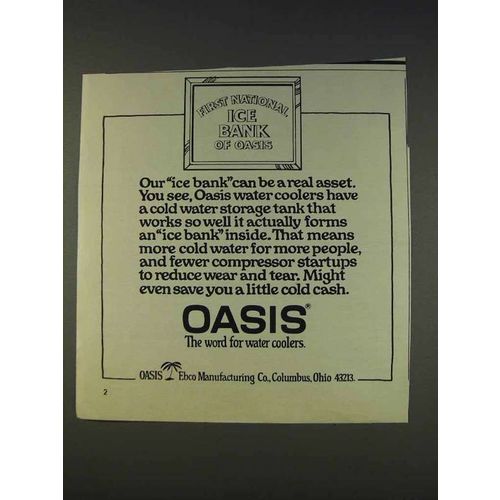 FIRST NATIONAL
ICE
BANK
OF OASIS
Our "ice bank" can be a real asset.
You see, Oasis water coolers have
a cold water storage tank that
works so well it actually forms
an "ice bank" inside. That means
more cold water for more people,
and fewer compressor startups
to reduce wear and tear. Might
even save you a little cold cash.
OASIS®
The word for water coolers.
OASIS Ebco Manufacturing Co., Columbus, Ohio 43213.
2